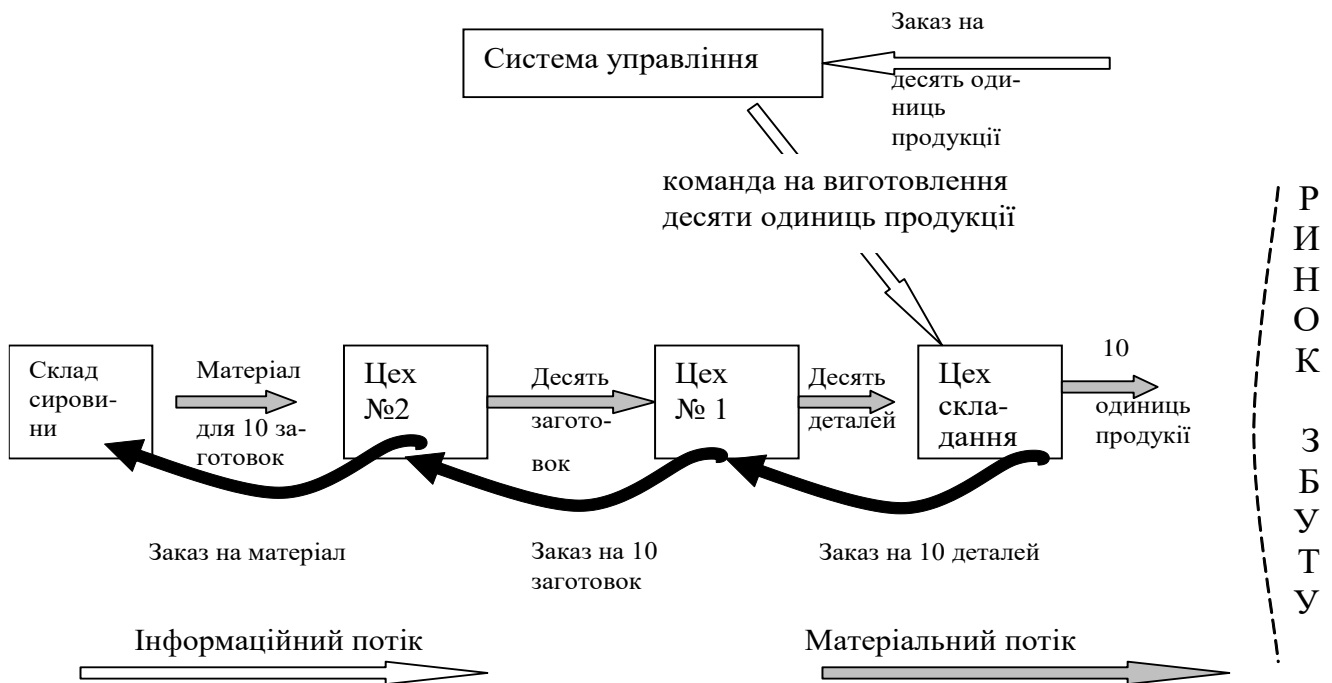 Заказ на
Система управління
десять оди-
ниць
продукції
команда на виготовлення
десяти одиниць продукції
Р
И
Н
О
К
З
Б
У
Т
У
Склад
сирови-
ни
Матеріал
для 10 за-
готовок
Цех
№2
Десять
загото-
вок
Цех
№ 1
Десять
деталей
Цех
скла-
дання
10
одиниць
продукії
Заказ на матеріал
Заказ на 10
заготовок
Заказ на 10 деталей
Інформаційний потік
Матеріальний потік